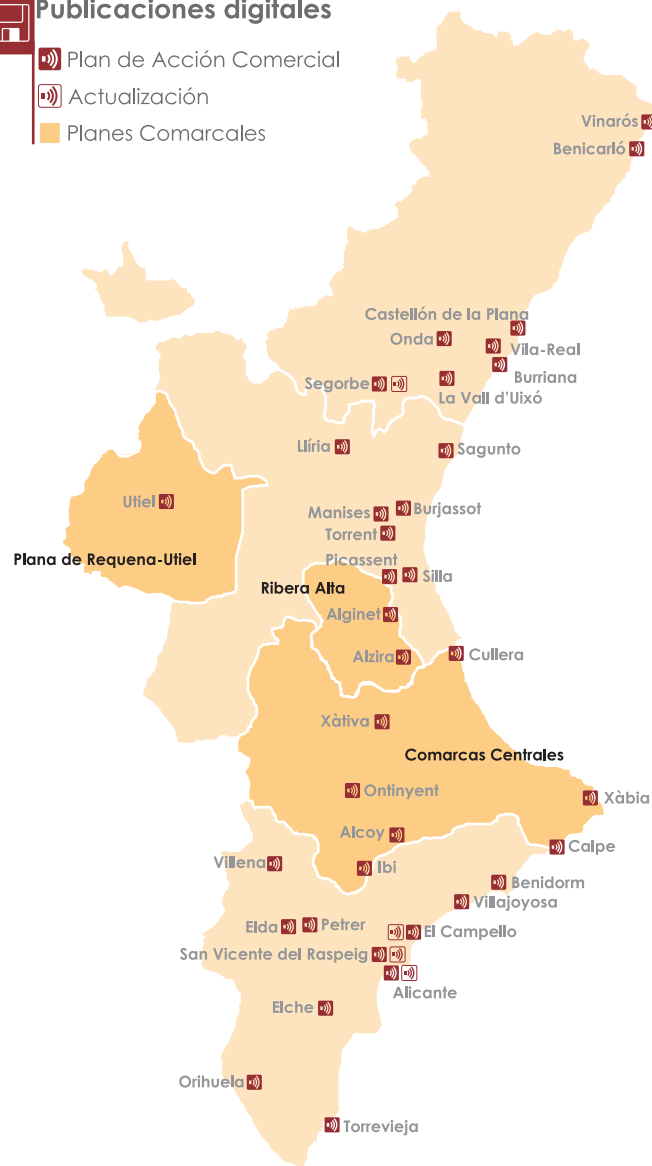 Publicaciones digitales
Plan de Acción Comercial
Actualización
Planes Comarcales
Vinarós
Benicarló
Castellón de la Plana
Onda
Vila-Real
Burriana
Segorbe
La Vall d'Uixó
Llíria
Sagunto
Utiel
Manises
Burjassot
Torrent
Plana de Requena-Utiel
Picassent
Silla
Ribera Alta
Alginet
Alzira
Cullera
Xàtiva
Comarcas Centrales
Ontinyent
Xàbia
Alcoy
Calpe
Villena
Ibi
Benidorm
Villajoyosa
Elda
Petrer
El Campello
San Vicente del Raspeig
Alicante
Elche
Orihuela
Torrevieja